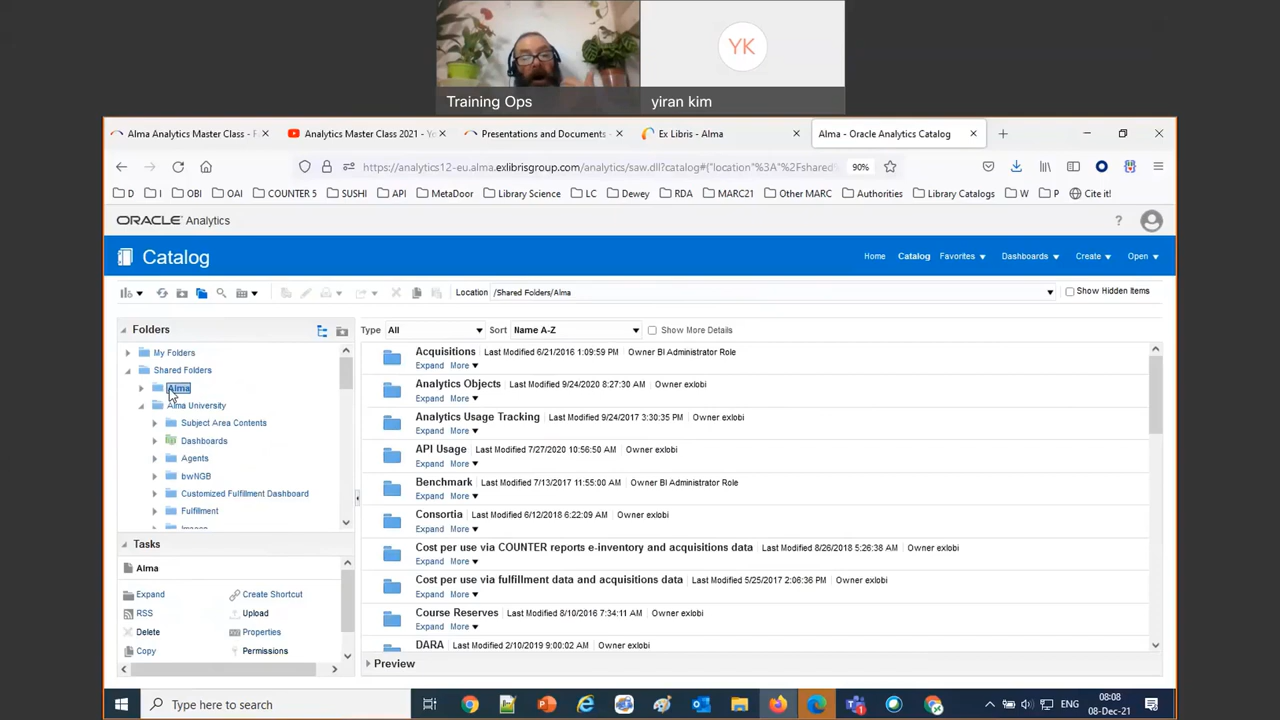 YK
Training Ops
yiran kim
Alma Analytics Master Class - F
Analytics Master Class 2021 - Yo
Presentations and Documents -
Ex Libris - Alma
Alma - Oracle Analytics Catalog
https://analytics12-eu.alma.exlibrisgroup.com/analytics/saw.dll?catalog#{"location"%3A"%2Fshared
90%
D
I
OBI
OAI
COUNTER 5
SUSHI
API
MetaDoor
Library Science
LC
Dewey
RDA
MARC21
Other MARC
Authorities
Library Catalogs
W
P
Cite it!
ORACLE Analytics
?
Catalog
Home
Catalog
Favorites
Dashboards
Create
Open
Location
/Shared Folders/Alma
Show Hidden Items
Folders
My Folders
Shared Folders
Alma
Alma University
Subject Area Contents
Dashboards
Agents
bwNGB
Customized Fulfillment Dashboard
Fulfillment
Images
Type All Sort Name A-Z Show More Details
Acquisitions Last Modified 6/21/2016 1:09:59 PM Owner BI Administrator Role
Expand More
Analytics Objects Last Modified 9/24/2020 8:27:30 AM Owner exlobi
Expand More
Analytics Usage Tracking Last Modified 9/24/2017 3:30:35 PM Owner exlobi
Expand More
API Usage Last Modified 7/27/2020 10:56:50 AM Owner exlobi
Expand More
Benchmark Last Modified 7/13/2017 11:55:00 AM Owner BI Administrator Role
Expand More
Consortia Last Modified 6/12/2018 6:22:09 AM Owner exlobi
Expand More
Cost per use via COUNTER reports e-inventory and acquisitions data Last Modified 8/26/2018 5:26:38 AM Owner exlobi
Expand More
Cost per use via fulfillment data and acquisitions data Last Modified 5/25/2017 2:06:36 PM Owner exlobi
Expand More
Course Reserves Last Modified 8/10/2016 7:34:11 AM Owner exlobi
Expand More
DARA Last Modified 2/10/2019 9:00:02 AM Owner exlobi
Preview
Tasks
Alma
Expand
Create Shortcut
RSS
Upload
Delete
Properties
Copy
Permissions
Type here to search
ENG
08:08
08-Dec-21